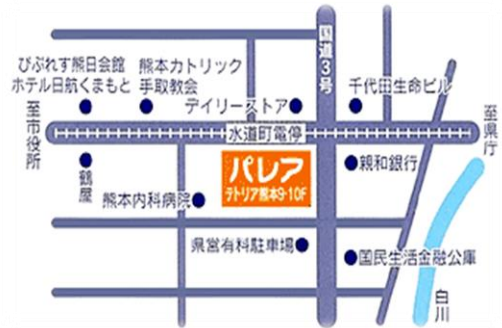 国道3号
びぷれす熊日会館
ホテル日航くまもと
熊本カトリック
手取教会
デイリーストア
千代田生命ビル
至市役所
水道町電停
至県庁
鶴屋
パレア
テトリア熊本9・10F
親和銀行
熊本内科病院
県営有料駐車場
国民生活金融公庫
白川